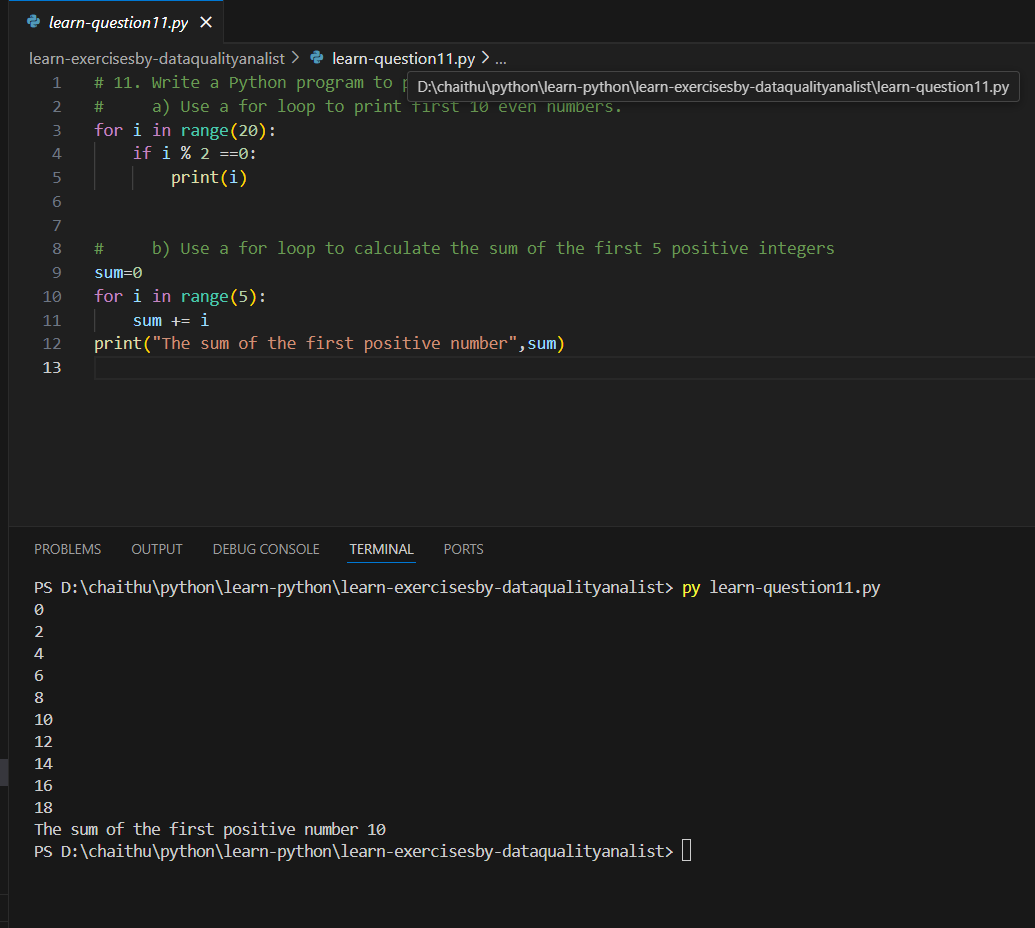 learn-question11.py
learn-exercisesby-dataqualityanalist > learn-question11.py > ...
1 # 11. Write a Python program to
D:\chaithu\python\learn-python\learn-exercisesby-dataqualityanalist\learn-question11.py
2 #     a) Use a for loop to print first 10 even numbers.
3 for i in range(20):
4     if i % 2 ==0:
5         print(i)
6
7
8 #     b) Use a for loop to calculate the sum of the first 5 positive integers
9 sum=0
10 for i in range(5):
11     sum += i
12 print("The sum of the first positive number",sum)
13
PROBLEMS OUTPUT DEBUG CONSOLE TERMINAL PORTS
PS D:\chaithu\python\learn-python\learn-exercisesby-dataqualityanalist> py learn-question11.py
0
2
4
6
8
10
12
14
16
18
The sum of the first positive number 10
PS D:\chaithu\python\learn-python\learn-exercisesby-dataqualityanalist>